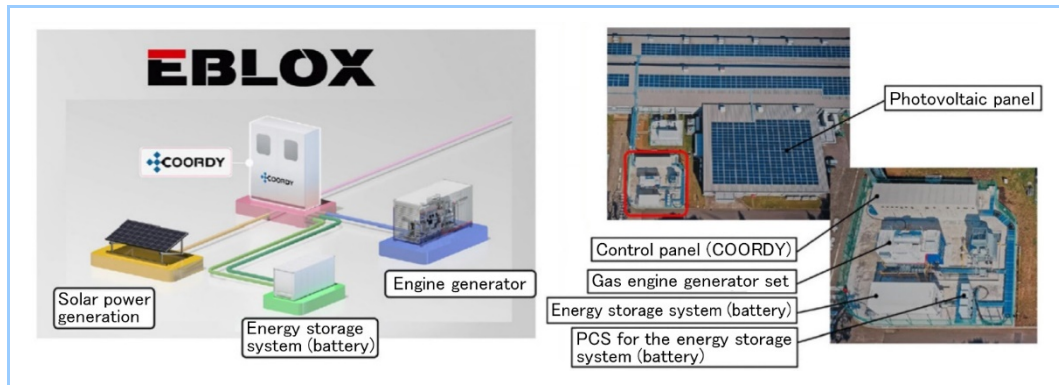 EBLOX
COORDY
COORDY
Solar power
generation
Energy storage
system (battery)
Engine generator
Photovoltaic panel
Control panel (COORDY)
Gas engine generator set
Energy storage system (battery)
PCS for the energy storage
system (battery)